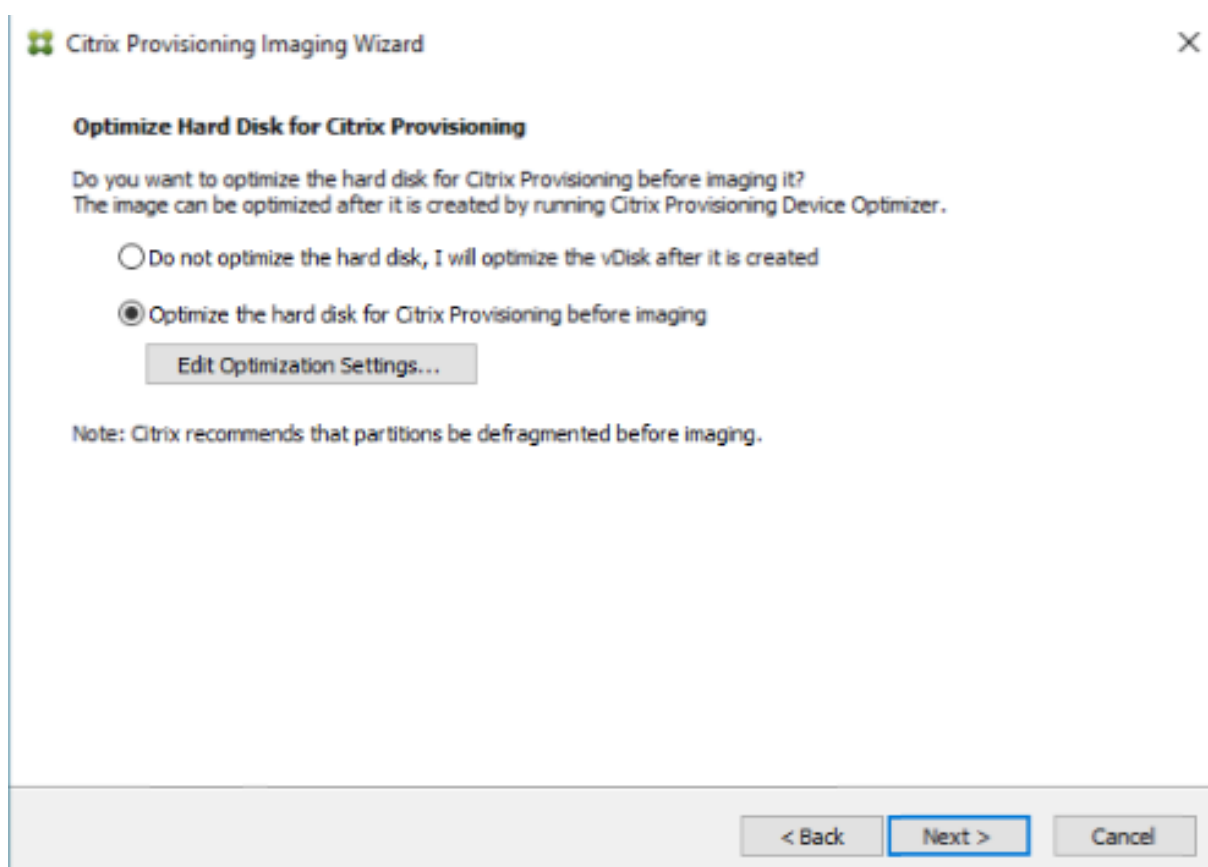 Citrix Provisioning Imaging Wizard
Optimize Hard Disk for Citrix Provisioning
Do you want to optimize the hard disk for Citrix Provisioning before imaging it?
The image can be optimized after it is created by running Citrix Provisioning Device Optimizer.
Do not optimize the hard disk, I will optimize the vDisk after it is created
Optimize the hard disk for Citrix Provisioning before imaging
Edit Optimization Settings...
Note: Citrix recommends that partitions be defragmented before imaging.
< Back Next > Cancel